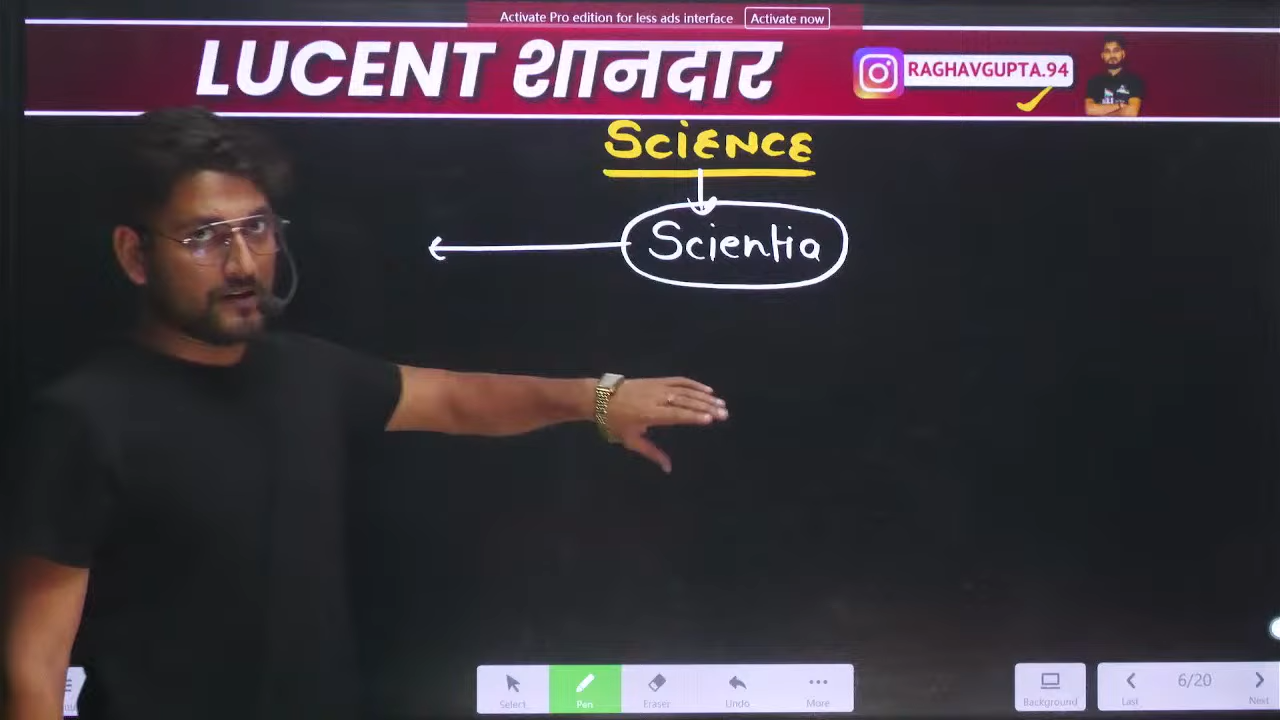 Activate Pro edition for less ads interface Activate now
LUCENT शानदार
RAGHAVGUPTA.94
SCIENCE
Scientia
Select
Pen
Eraser
Undo
More
Background
Last
6/20
Next